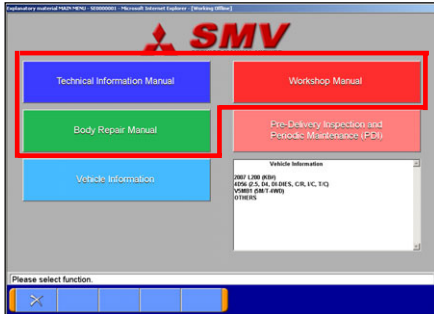 Explanatory material MAIN MENU - SE0000001 - Microsoft Internet Explorer - [Working Offline]
SMV
Technical Information Manual
Workshop Manual
Body Repair Manual
Pre-Delivery Inspection and
Periodic Maintenance (PDI)
Vehicle Information
Vehicle Information
2007 L200 (KB#)
4D56 (2.5, D4, DI-DIES, C/R, I/C, T/C)
V5MB1 (5M/T-4WD)
OTHERS
Please select function.